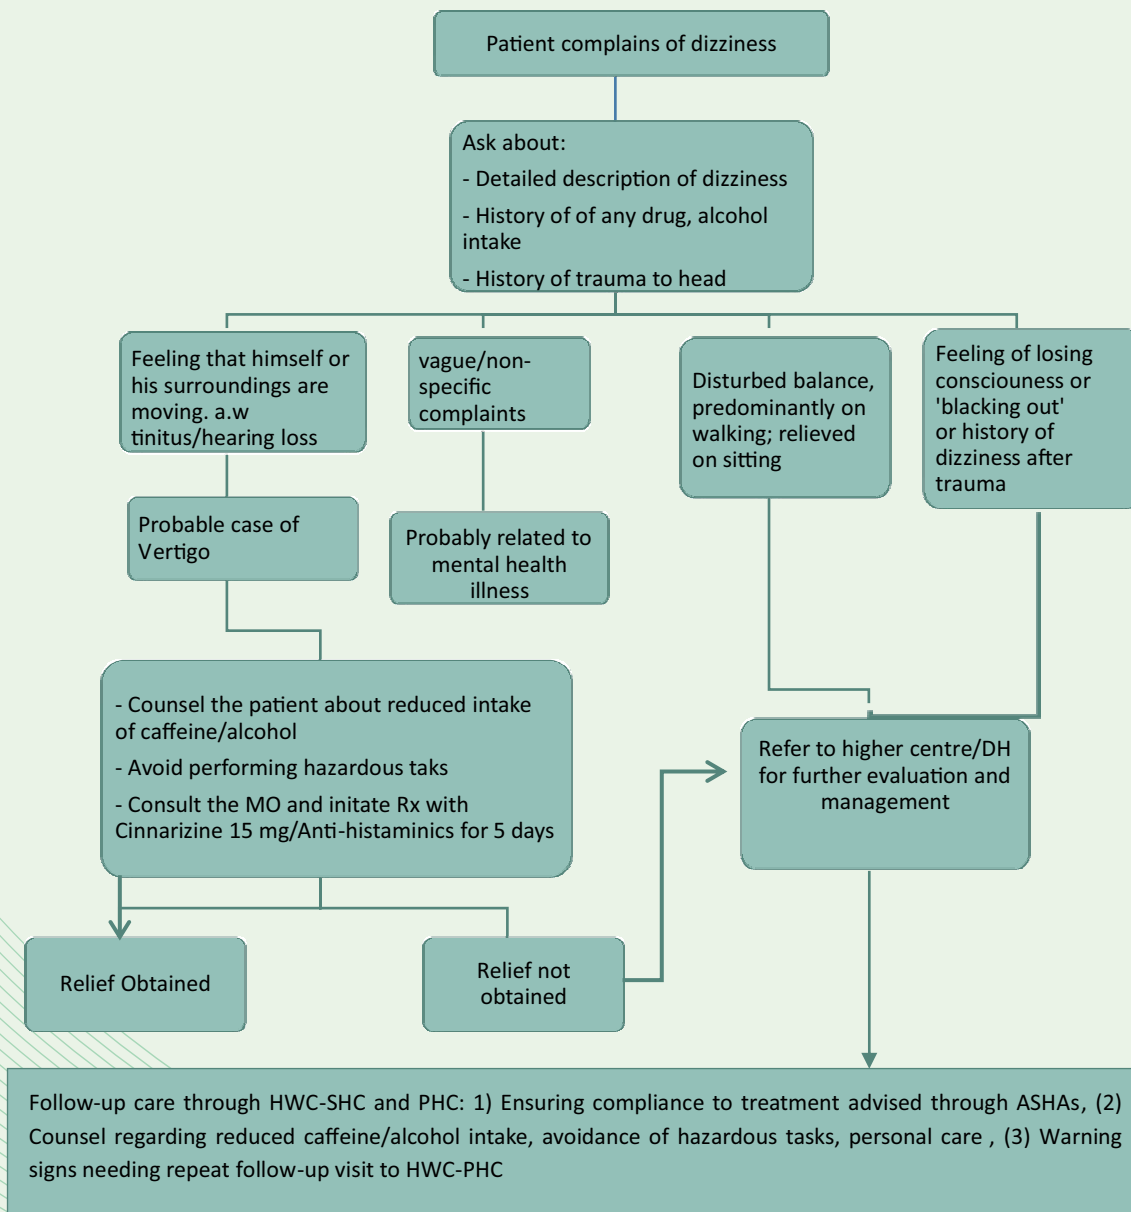 Patient complains of dizziness
Ask about:
- Detailed description of dizziness
- History of of any drug, alcohol
intake
- History of trauma to head
Feeling that himself or
his surroundings are
moving. a.w
tinitus/hearing loss
vague/non-
specific
complaints
Disturbed balance,
predominantly on
walking; relieved
on sitting
Feeling of losing
consciouness or
'blacking out'
or history of
dizziness after
trauma
Probable case of
Vertigo
Probably related to
mental health
illness
- Counsel the patient about reduced intake
of caffeine/alcohol
- Avoid performing hazardous taks
- Consult the MO and initate Rx with
Cinnarizine 15 mg/Anti-histaminics for 5 days
Refer to higher centre/DH
for further evaluation and
management
Relief Obtained
Relief not
obtained
Follow-up care through HWC-SHC and PHC: 1) Ensuring compliance to treatment advised through ASHAs, (2)
Counsel regarding reduced caffeine/alcohol intake, avoidance of hazardous tasks, personal care , (3) Warning
signs needing repeat follow-up visit to HWC-PHC